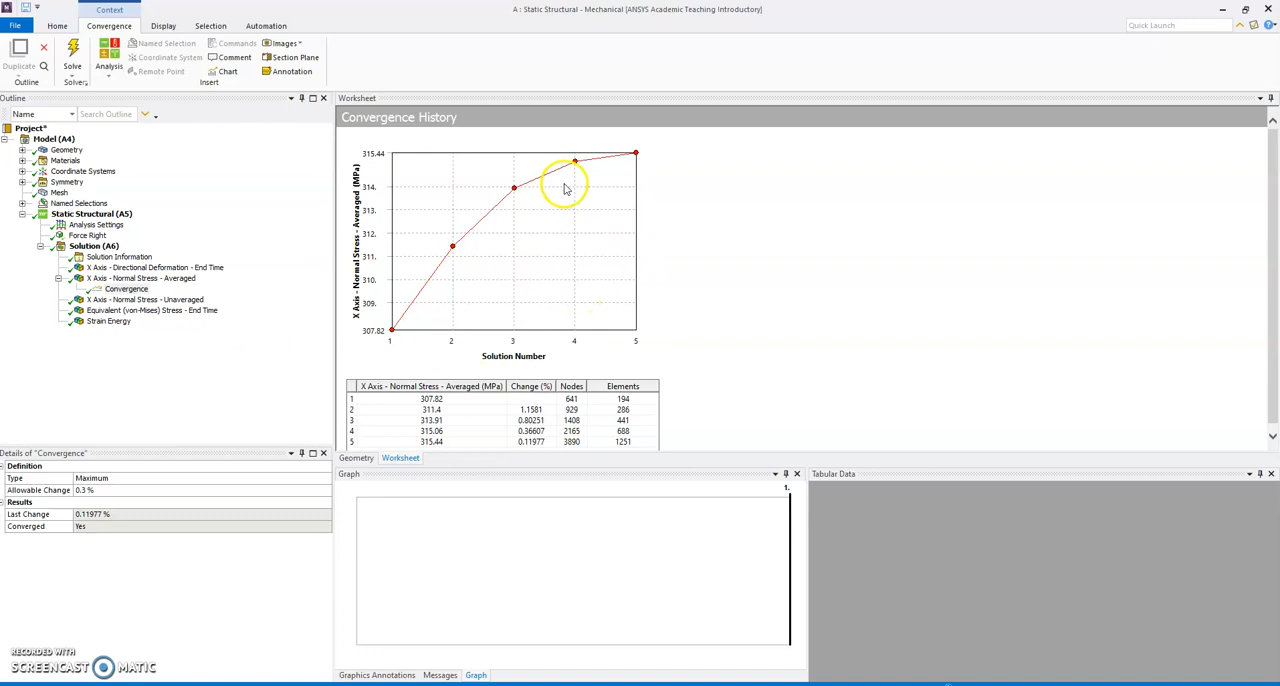 Context
A : Static Structural - Mechanical [ANSYS Academic Teaching Introductory]
File Home Convergence Display Selection Automation
Quick Launch
Duplicate
Outline
Solve
Solver
Analysis
Named Selection Commands Images
Coordinate System Comment Section Plane
Remote Point Chart Annotation
Insert
Outline
Name Search Outline
Project*
Model (A4)
Geometry
Materials
Coordinate Systems
Symmetry
Mesh
Named Selections
Static Structural (A5)
Analysis Settings
Force Right
Solution (A6)
Solution Information
X Axis - Directional Deformation - End Time
X Axis - Normal Stress - Averaged
Convergence
X Axis - Normal Stress - Unaveraged
Equivalent (von-Mises) Stress - End Time
Strain Energy
Details of "Convergence"
Definition
Type Maximum
Allowable Change 0.3 %
Results
Last Change 0.11977 %
Converged Yes
RECORDED WITH
SCREENCAST MATIC
Worksheet
Convergence History
X Axis - Normal Stress - Averaged (MPa)
315.44
314.
313.
312.
311.
310.
309.
307.82
1 2 3 4 5
Solution Number
X Axis - Normal Stress - Averaged (MPa) Change (%) Nodes Elements
1 307.82 641 194
2 311.4 1.1581 929 286
3 313.91 0.80251 1408 441
4 315.06 0.36607 2165 688
5 315.44 0.11977 3890 1251
Geometry Worksheet
Graph
1.
Graphics Annotations Messages Graph
Tabular Data